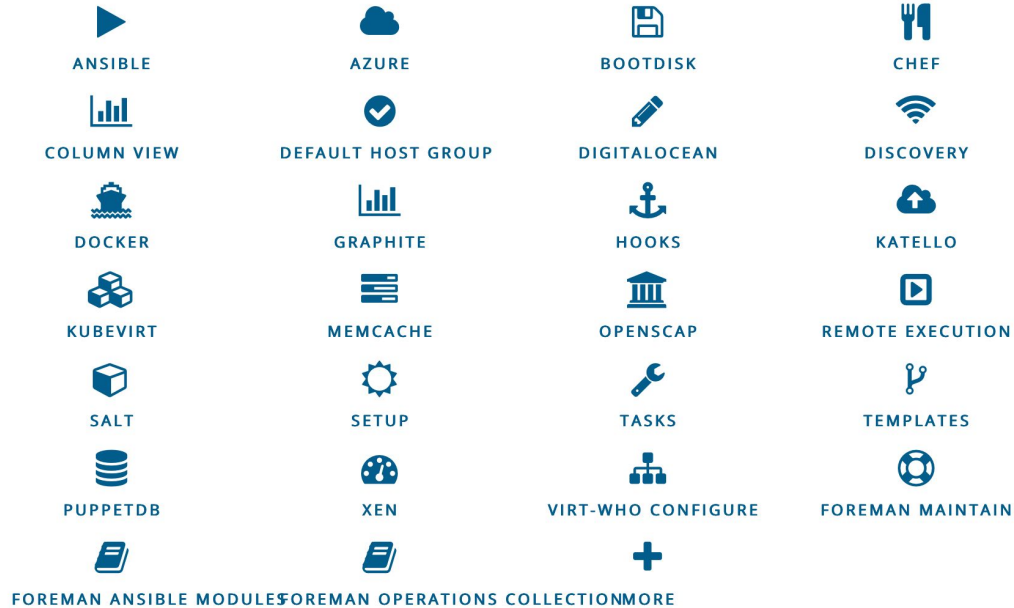 ANSIBLE AZURE BOOTDISK CHEF
COLUMN VIEW DEFAULT HOST GROUP DIGITALOCEAN DISCOVERY
DOCKER GRAPHITE HOOKS KATELLO
KUBEVIRT MEMCACHE OPENSCAP REMOTE EXECUTION
SALT SETUP TASKS TEMPLATES
PUPPETDB XEN VIRT-WHO CONFIGURE FOREMAN MAINTAIN
FOREMAN ANSIBLE MODULES FOREMAN OPERATIONS COLLECTION MORE